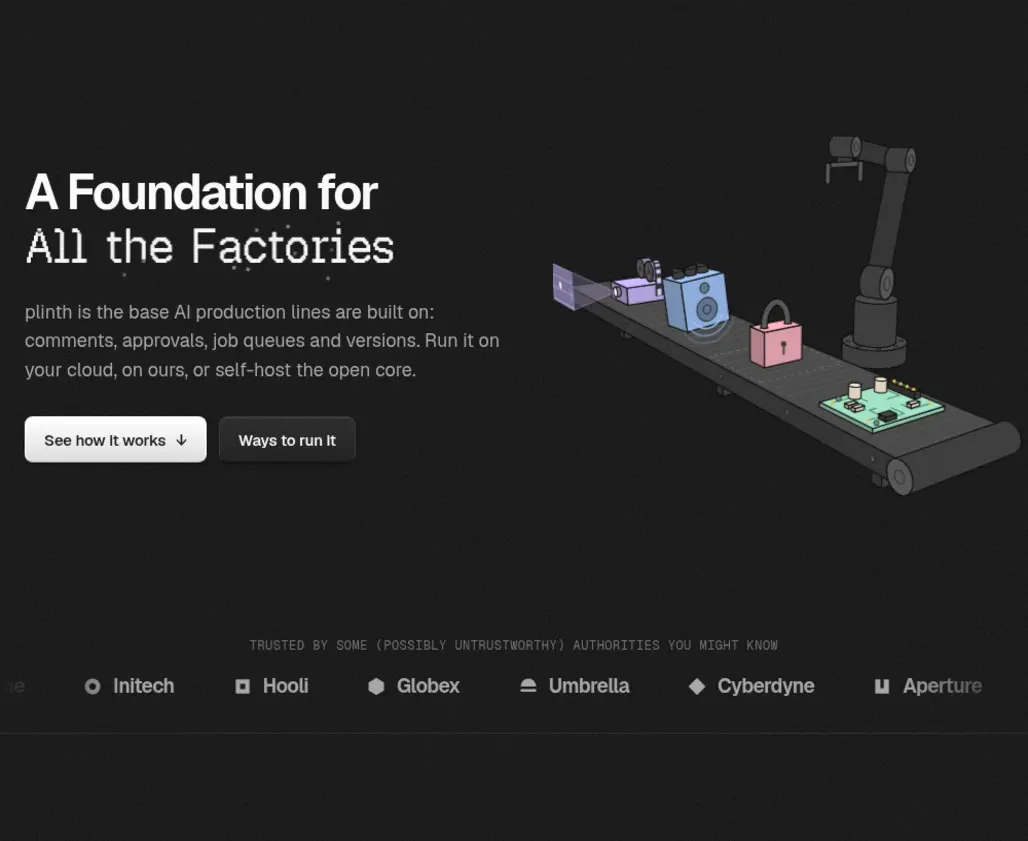 A Foundation for
All the Factories
plinth is the base AI production lines are built on:
comments, approvals, job queues and versions. Run it on
your cloud, on ours, or self-host the open core.
See how it works ↓
Ways to run it
TRUSTED BY SOME (POSSIBLY UNTRUSTWORTHY) AUTHORITIES YOU MIGHT KNOW
Initech Hooli Globex Umbrella Cyberdyne Aperture